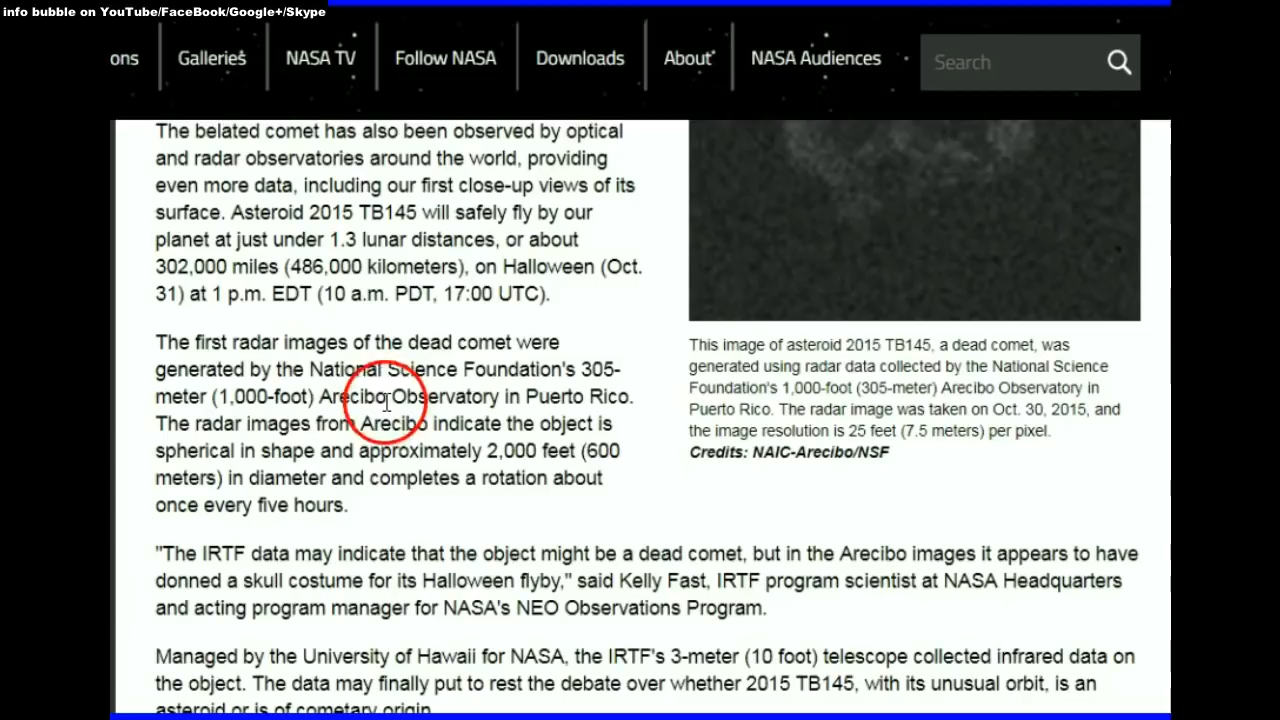 info bubble on YouTube/FaceBook/Google+/Skype
ons Galleries NASA TV Follow NASA Downloads About NASA Audiences Search
The belated comet has also been observed by optical
and radar observatories around the world, providing
even more data, including our first close-up views of its
surface. Asteroid 2015 TB145 will safely fly by our
planet at just under 1.3 lunar distances, or about
302,000 miles (486,000 kilometers), on Halloween (Oct.
31) at 1 p.m. EDT (10 a.m. PDT, 17:00 UTC).
The first radar images of the dead comet were
generated by the National Science Foundation's 305-
meter (1,000-foot) Arecibo Observatory in Puerto Rico.
The radar images from Arecibo indicate the object is
spherical in shape and approximately 2,000 feet (600
meters) in diameter and completes a rotation about
once every five hours.
This image of asteroid 2015 TB145, a dead comet, was
generated using radar data collected by the National Science
Foundation's 1,000-foot (305-meter) Arecibo Observatory in
Puerto Rico. The radar image was taken on Oct. 30, 2015, and
the image resolution is 25 feet (7.5 meters) per pixel.
Credits: NAIC-Arecibo/NSF
"The IRTF data may indicate that the object might be a dead comet, but in the Arecibo images it appears to have
donned a skull costume for its Halloween flyby," said Kelly Fast, IRTF program scientist at NASA Headquarters
and acting program manager for NASA's NEO Observations Program.
Managed by the University of Hawaii for NASA, the IRTF's 3-meter (10 foot) telescope collected infrared data on
the object. The data may finally put to rest the debate over whether 2015 TB145, with its unusual orbit, is an
asteroid or is of cometary origin